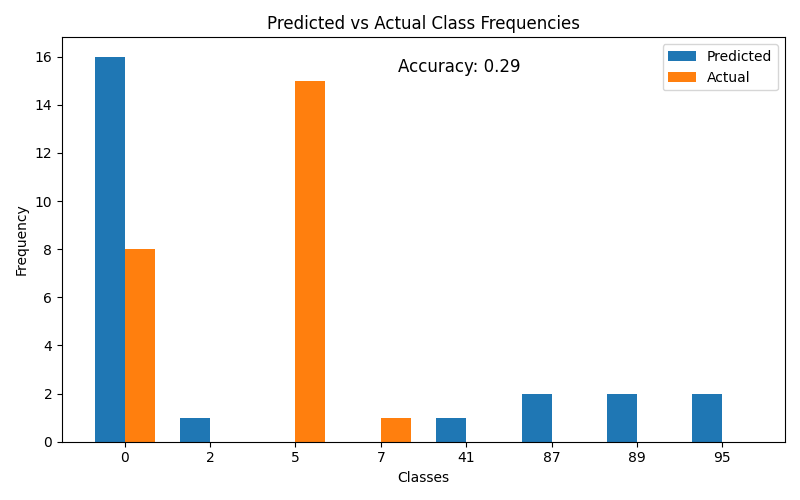 Predicted vs Actual Class Frequencies
Accuracy: 0.29
Predicted
Actual
Frequency
16
14
12
10
8
6
4
2
0
0 2 5 7 41 87 89 95
Classes